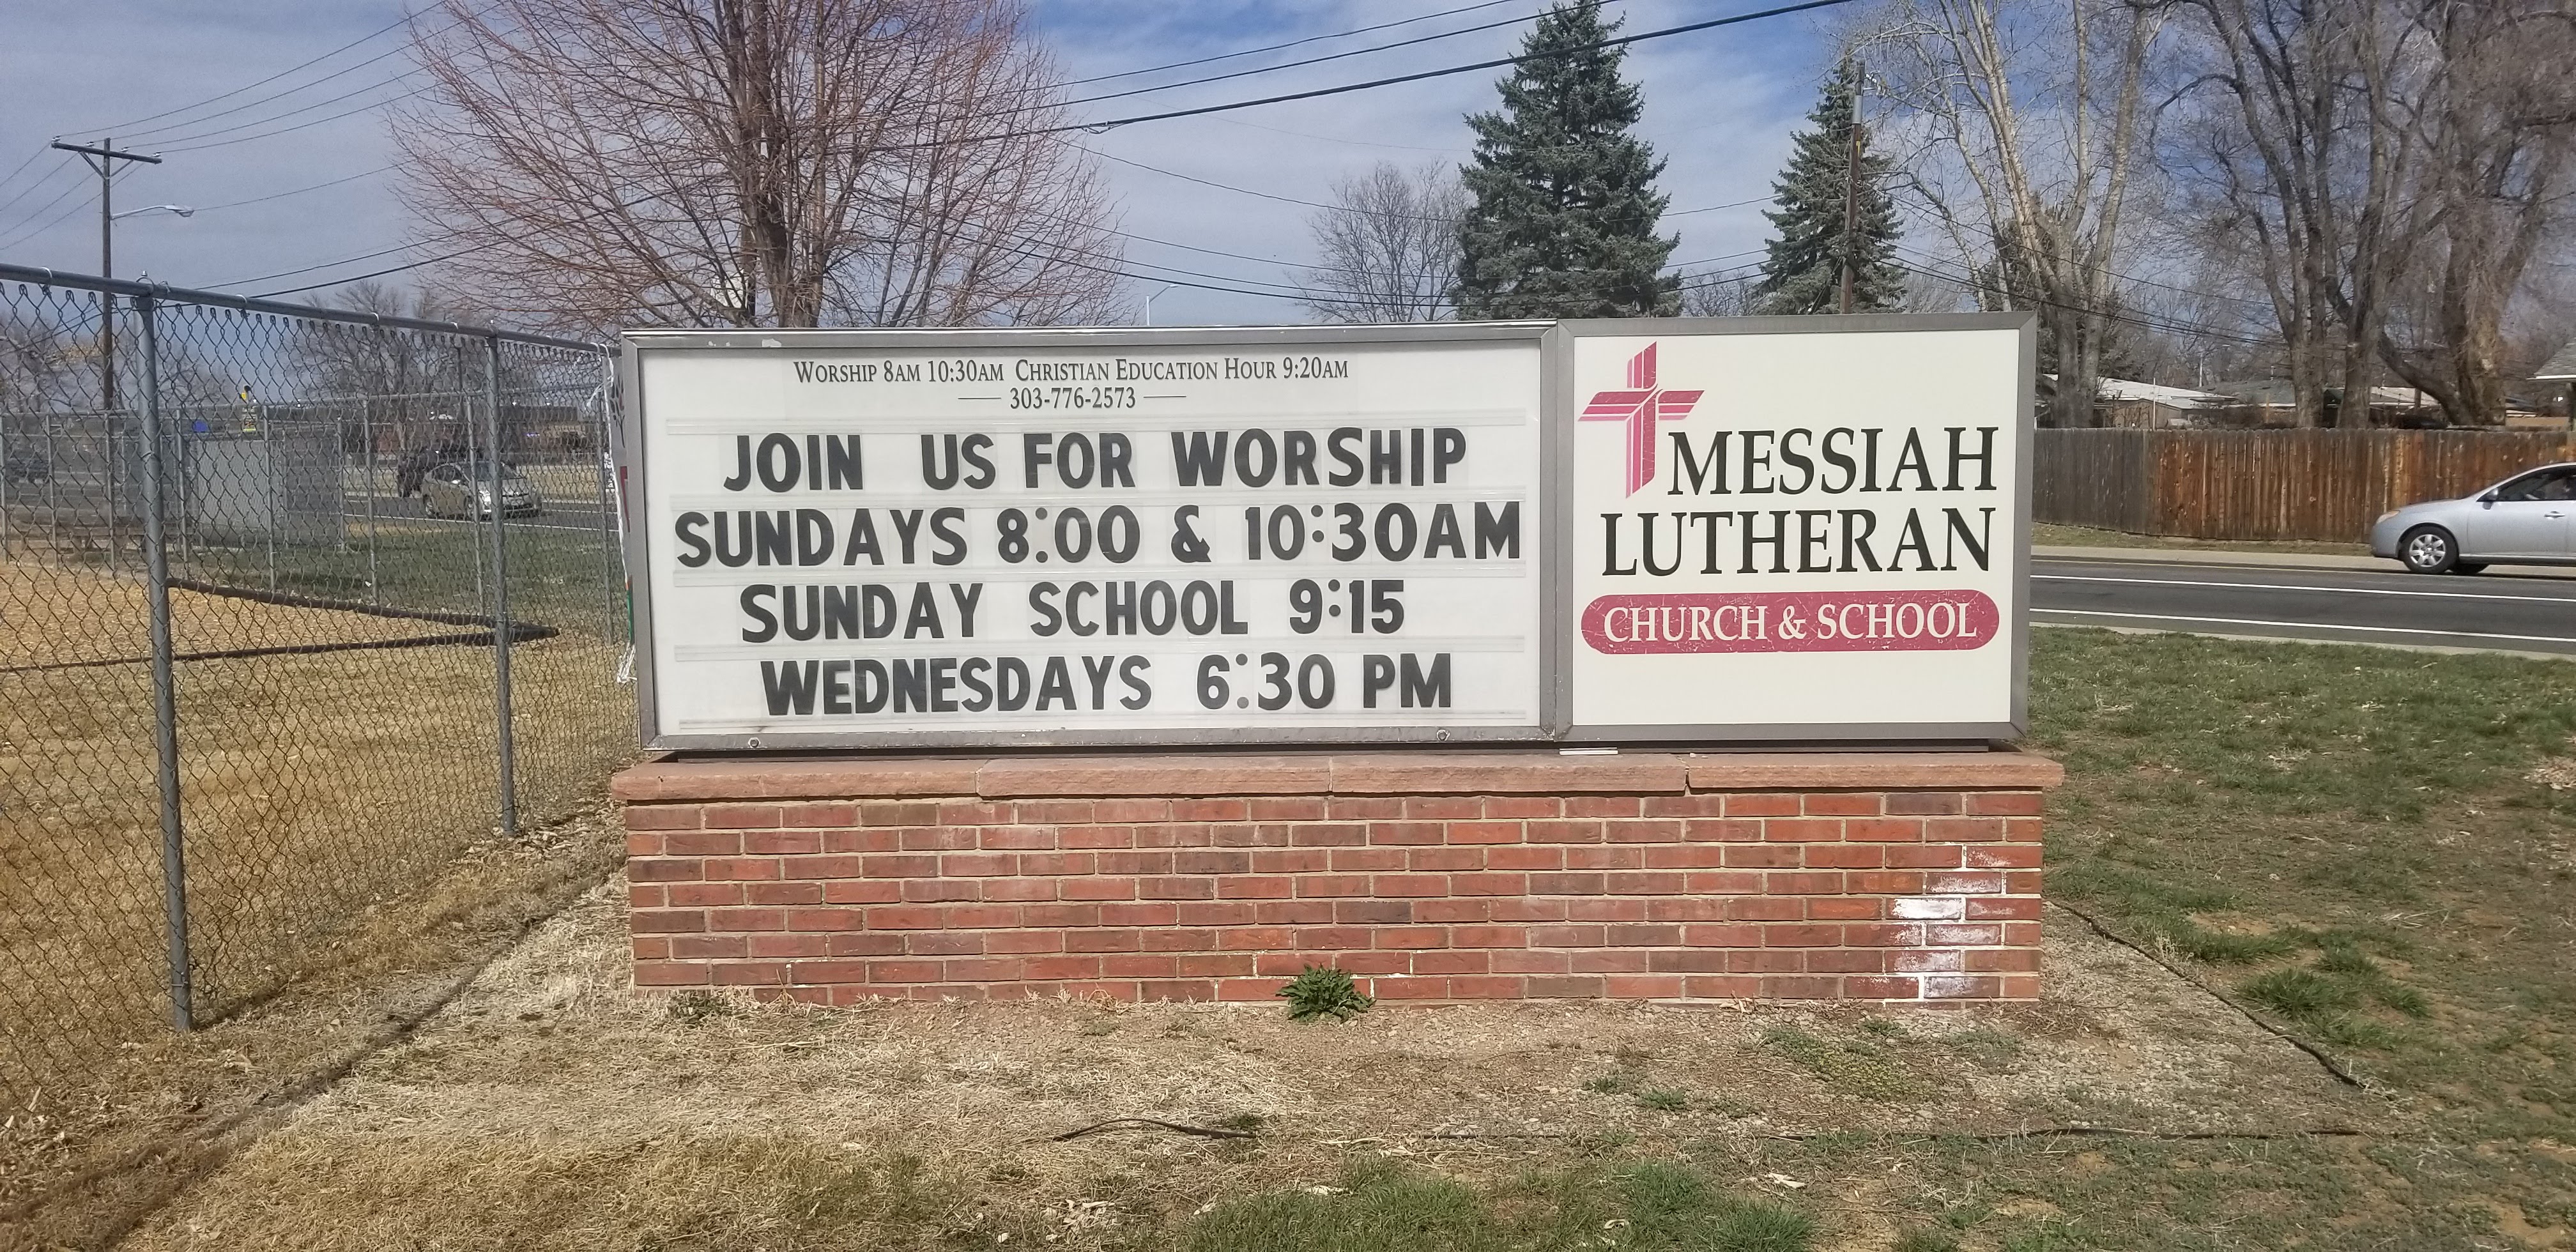 WORSHIP 8AM 10:30AM CHRISTIAN EDUCATION HOUR 9:20AM
303-776-2573
JOIN US FOR WORSHIP
SUNDAYS 8:00 & 10:30AM
SUNDAY SCHOOL 9:15
WEDNESDAYS 6:30 PM
MESSIAH
LUTHERAN
CHURCH & SCHOOL